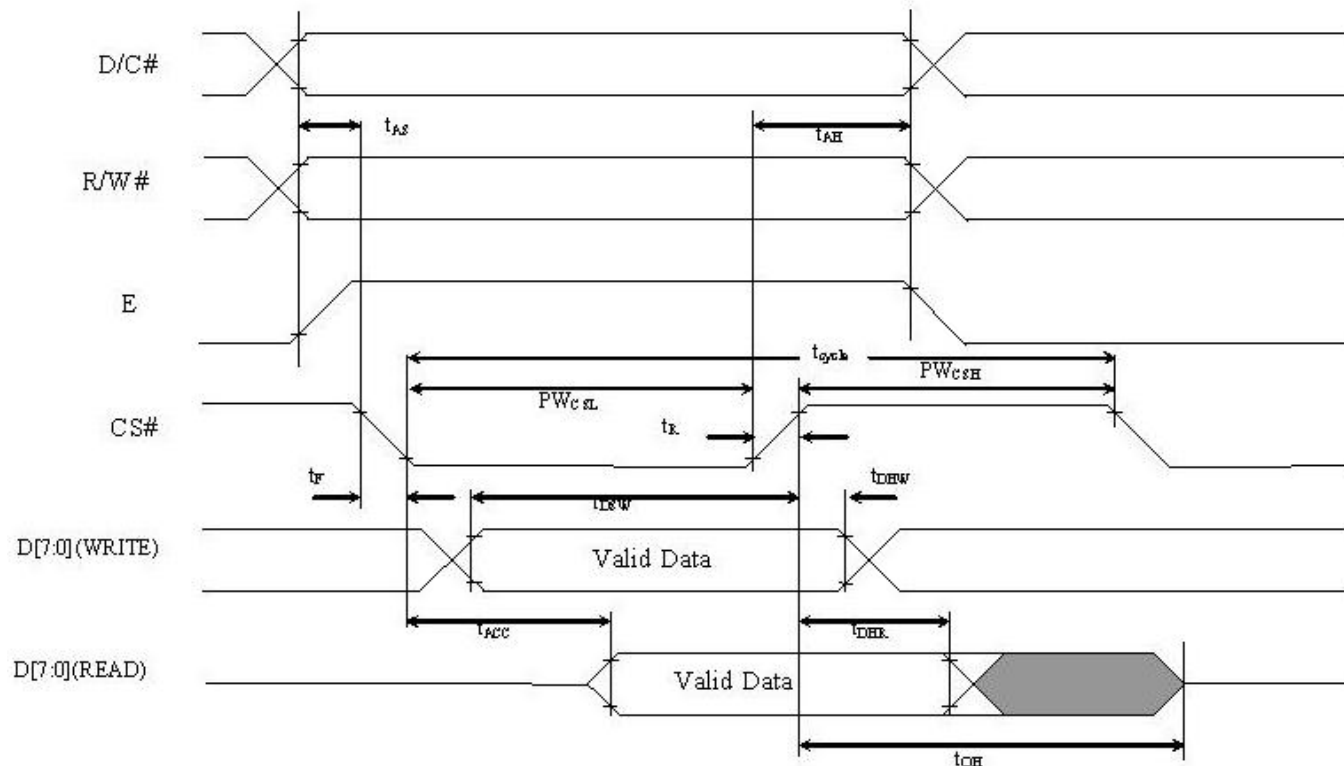 D/C#
tAS
tAH
R/W#
E
tcycle
PWCSH
PWCSL
CS#
tR
tF
tDSW
tDHW
D[7:0](WRITE)
Valid Data
tACC
tDHR
D[7:0](READ)
Valid Data
tOH